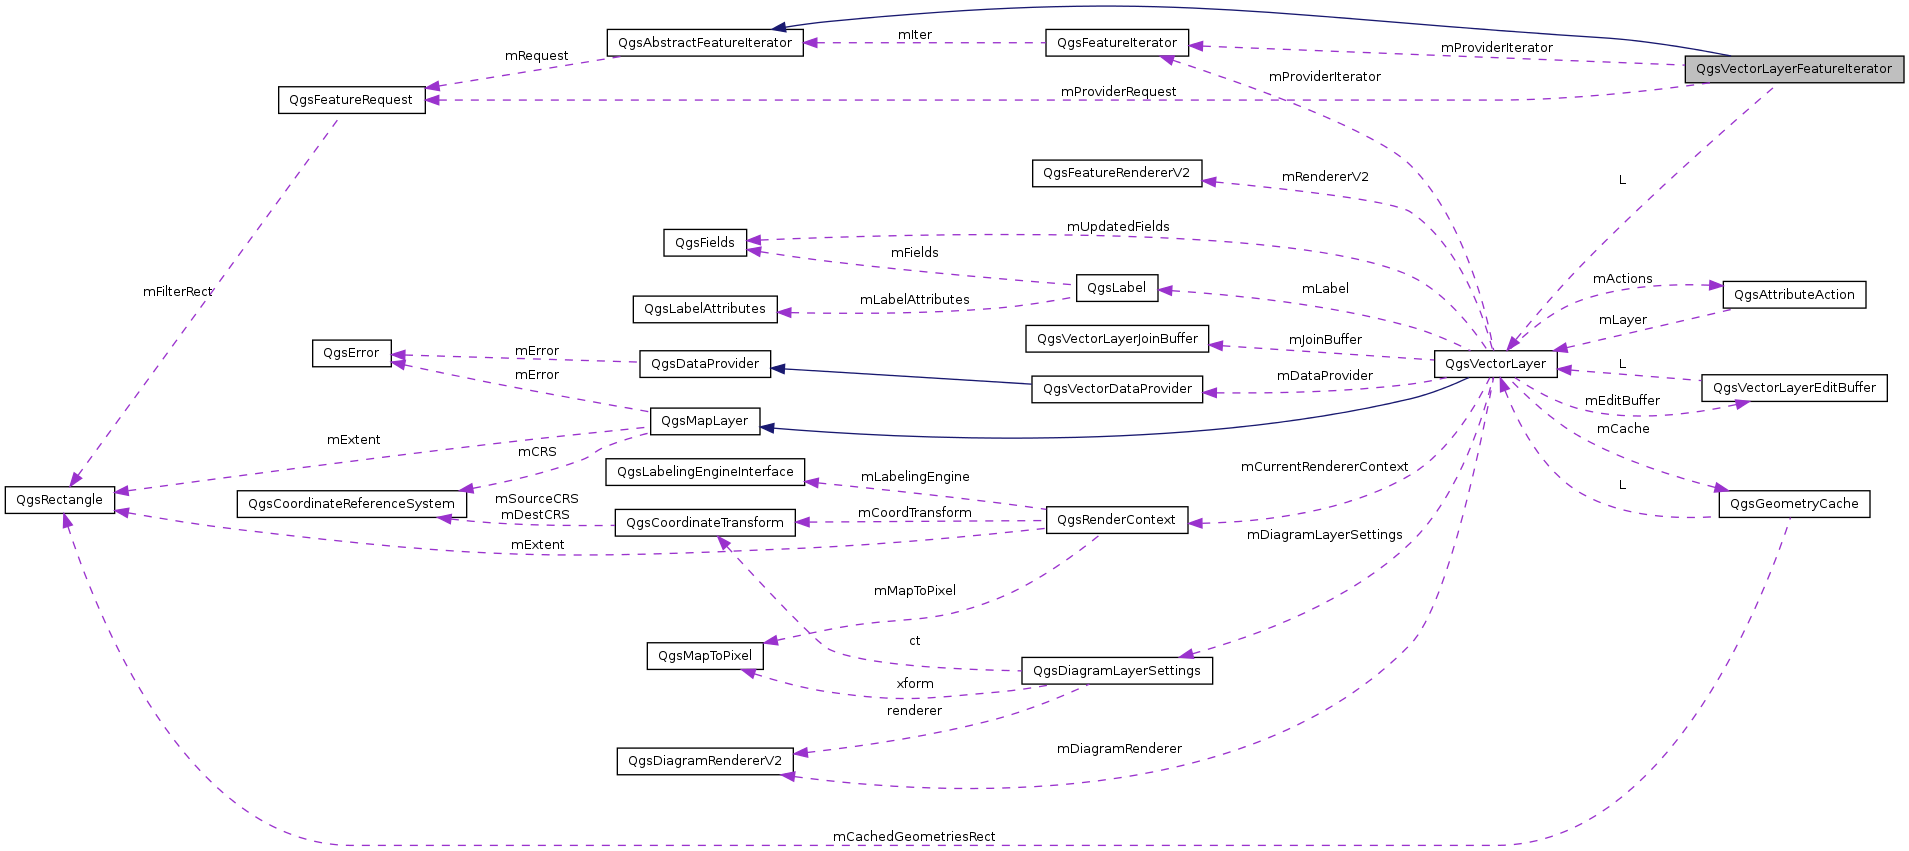 mIter
QgsAbstractFeatureIterator
QgsFeatureIterator
mProviderIterator
mRequest
QgsVectorLayerFeatureIterator
mProviderIterator
QgsFeatureRequest
mProviderRequest
QgsFeatureRendererV2
mRendererV2
L
mUpdatedFields
QgsFields
mFields
mActions
QgsLabel
mLabel
QgsAttributeAction
mFilterRect
mLabelAttributes
QgsLabelAttributes
mLayer
QgsVectorLayerJoinBuffer
mJoinBuffer
QgsError
mError
QgsDataProvider
QgsVectorLayer
L
mError
mDataProvider
QgsVectorDataProvider
QgsVectorLayerEditBuffer
mEditBuffer
QgsMapLayer
mCache
mExtent
mCRS
QgsLabelingEngineInterface
mLabelingEngine
mCurrentRendererContext
L
QgsRectangle
QgsCoordinateReferenceSystem
mSourceCRS
mDestCRS
QgsGeometryCache
mCoordTransform
QgsCoordinateTransform
QgsRenderContext
mExtent
mDiagramLayerSettings
mMapToPixel
ct
QgsMapToPixel
QgsDiagramLayerSettings
xform
renderer
mDiagramRenderer
QgsDiagramRendererV2
mCachedGeometriesRect